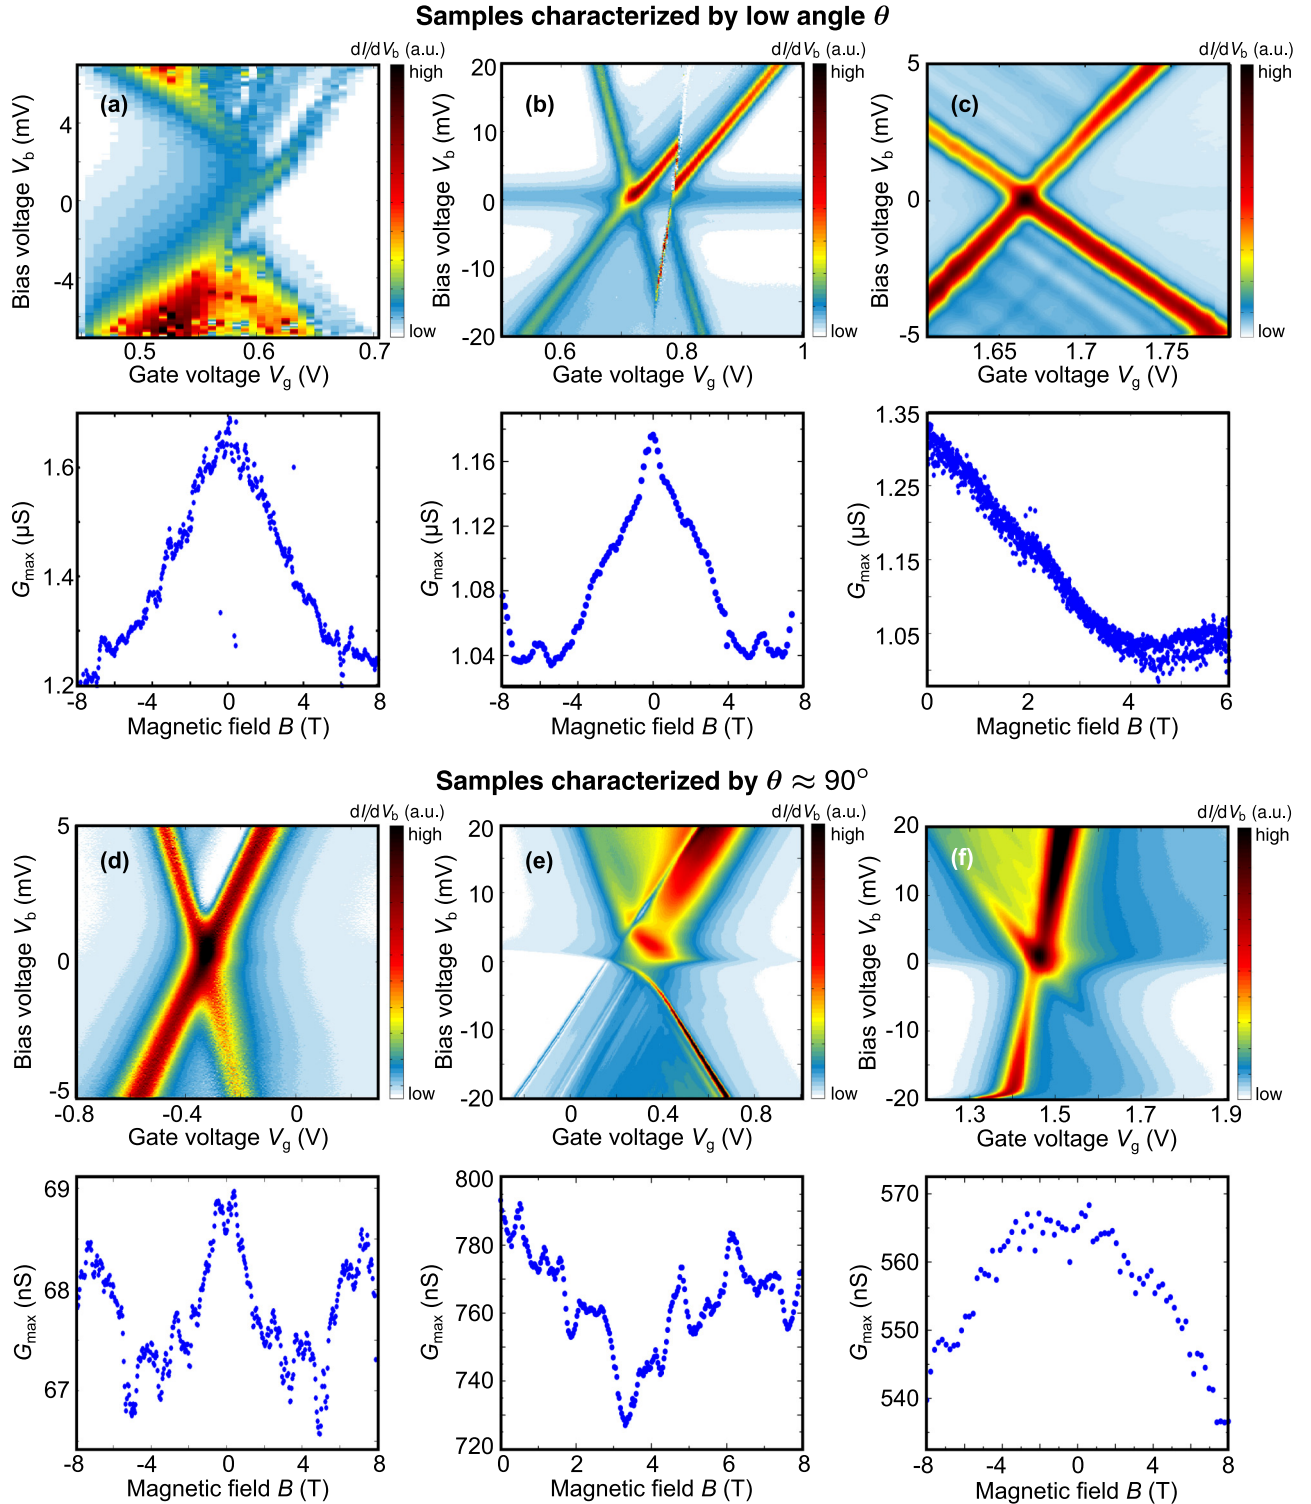 Samples characterized by low angle θ
dI/dVb (a.u.)
dI/dVb (a.u.)
dI/dVb (a.u.)
(a)
high
low
4
0
-4
Bias voltage Vb (mV)
0.5 0.6 0.7
Gate voltage Vg (V)
(b)
high
low
20
10
0
-10
-20
Bias voltage Vb (mV)
0.6 0.8 1
Gate voltage Vg (V)
(c)
high
low
5
0
-5
Bias voltage Vb (mV)
1.65 1.7 1.75
Gate voltage Vg (V)
1.6
1.4
1.2
Gmax (µS)
-8 -4 0 4 8
Magnetic field B (T)
1.16
1.12
1.08
1.04
Gmax (µS)
-8 -4 0 4 8
Magnetic field B (T)
1.35
1.25
1.15
1.05
Gmax (µS)
0 2 4 6
Magnetic field B (T)
Samples characterized by θ ≈ 90°
dI/dVb (a.u.)
dI/dVb (a.u.)
dI/dVb (a.u.)
(d)
high
low
5
0
-5
Bias voltage Vb (mV)
-0.8 -0.4 0
Gate voltage Vg (V)
(e)
high
low
20
10
0
-10
-20
Bias voltage Vb (mV)
0 0.4 0.8
Gate voltage Vg (V)
(f)
high
low
20
10
0
-10
-20
Bias voltage Vb (mV)
1.3 1.5 1.7 1.9
Gate voltage Vg (V)
69
68
67
Gmax (nS)
-8 -4 0 4 8
Magnetic field B (T)
800
780
760
740
720
Gmax (nS)
0 2 4 6 8
Magnetic field B (T)
570
560
550
540
Gmax (nS)
-8 -4 0 4 8
Magnetic field B (T)